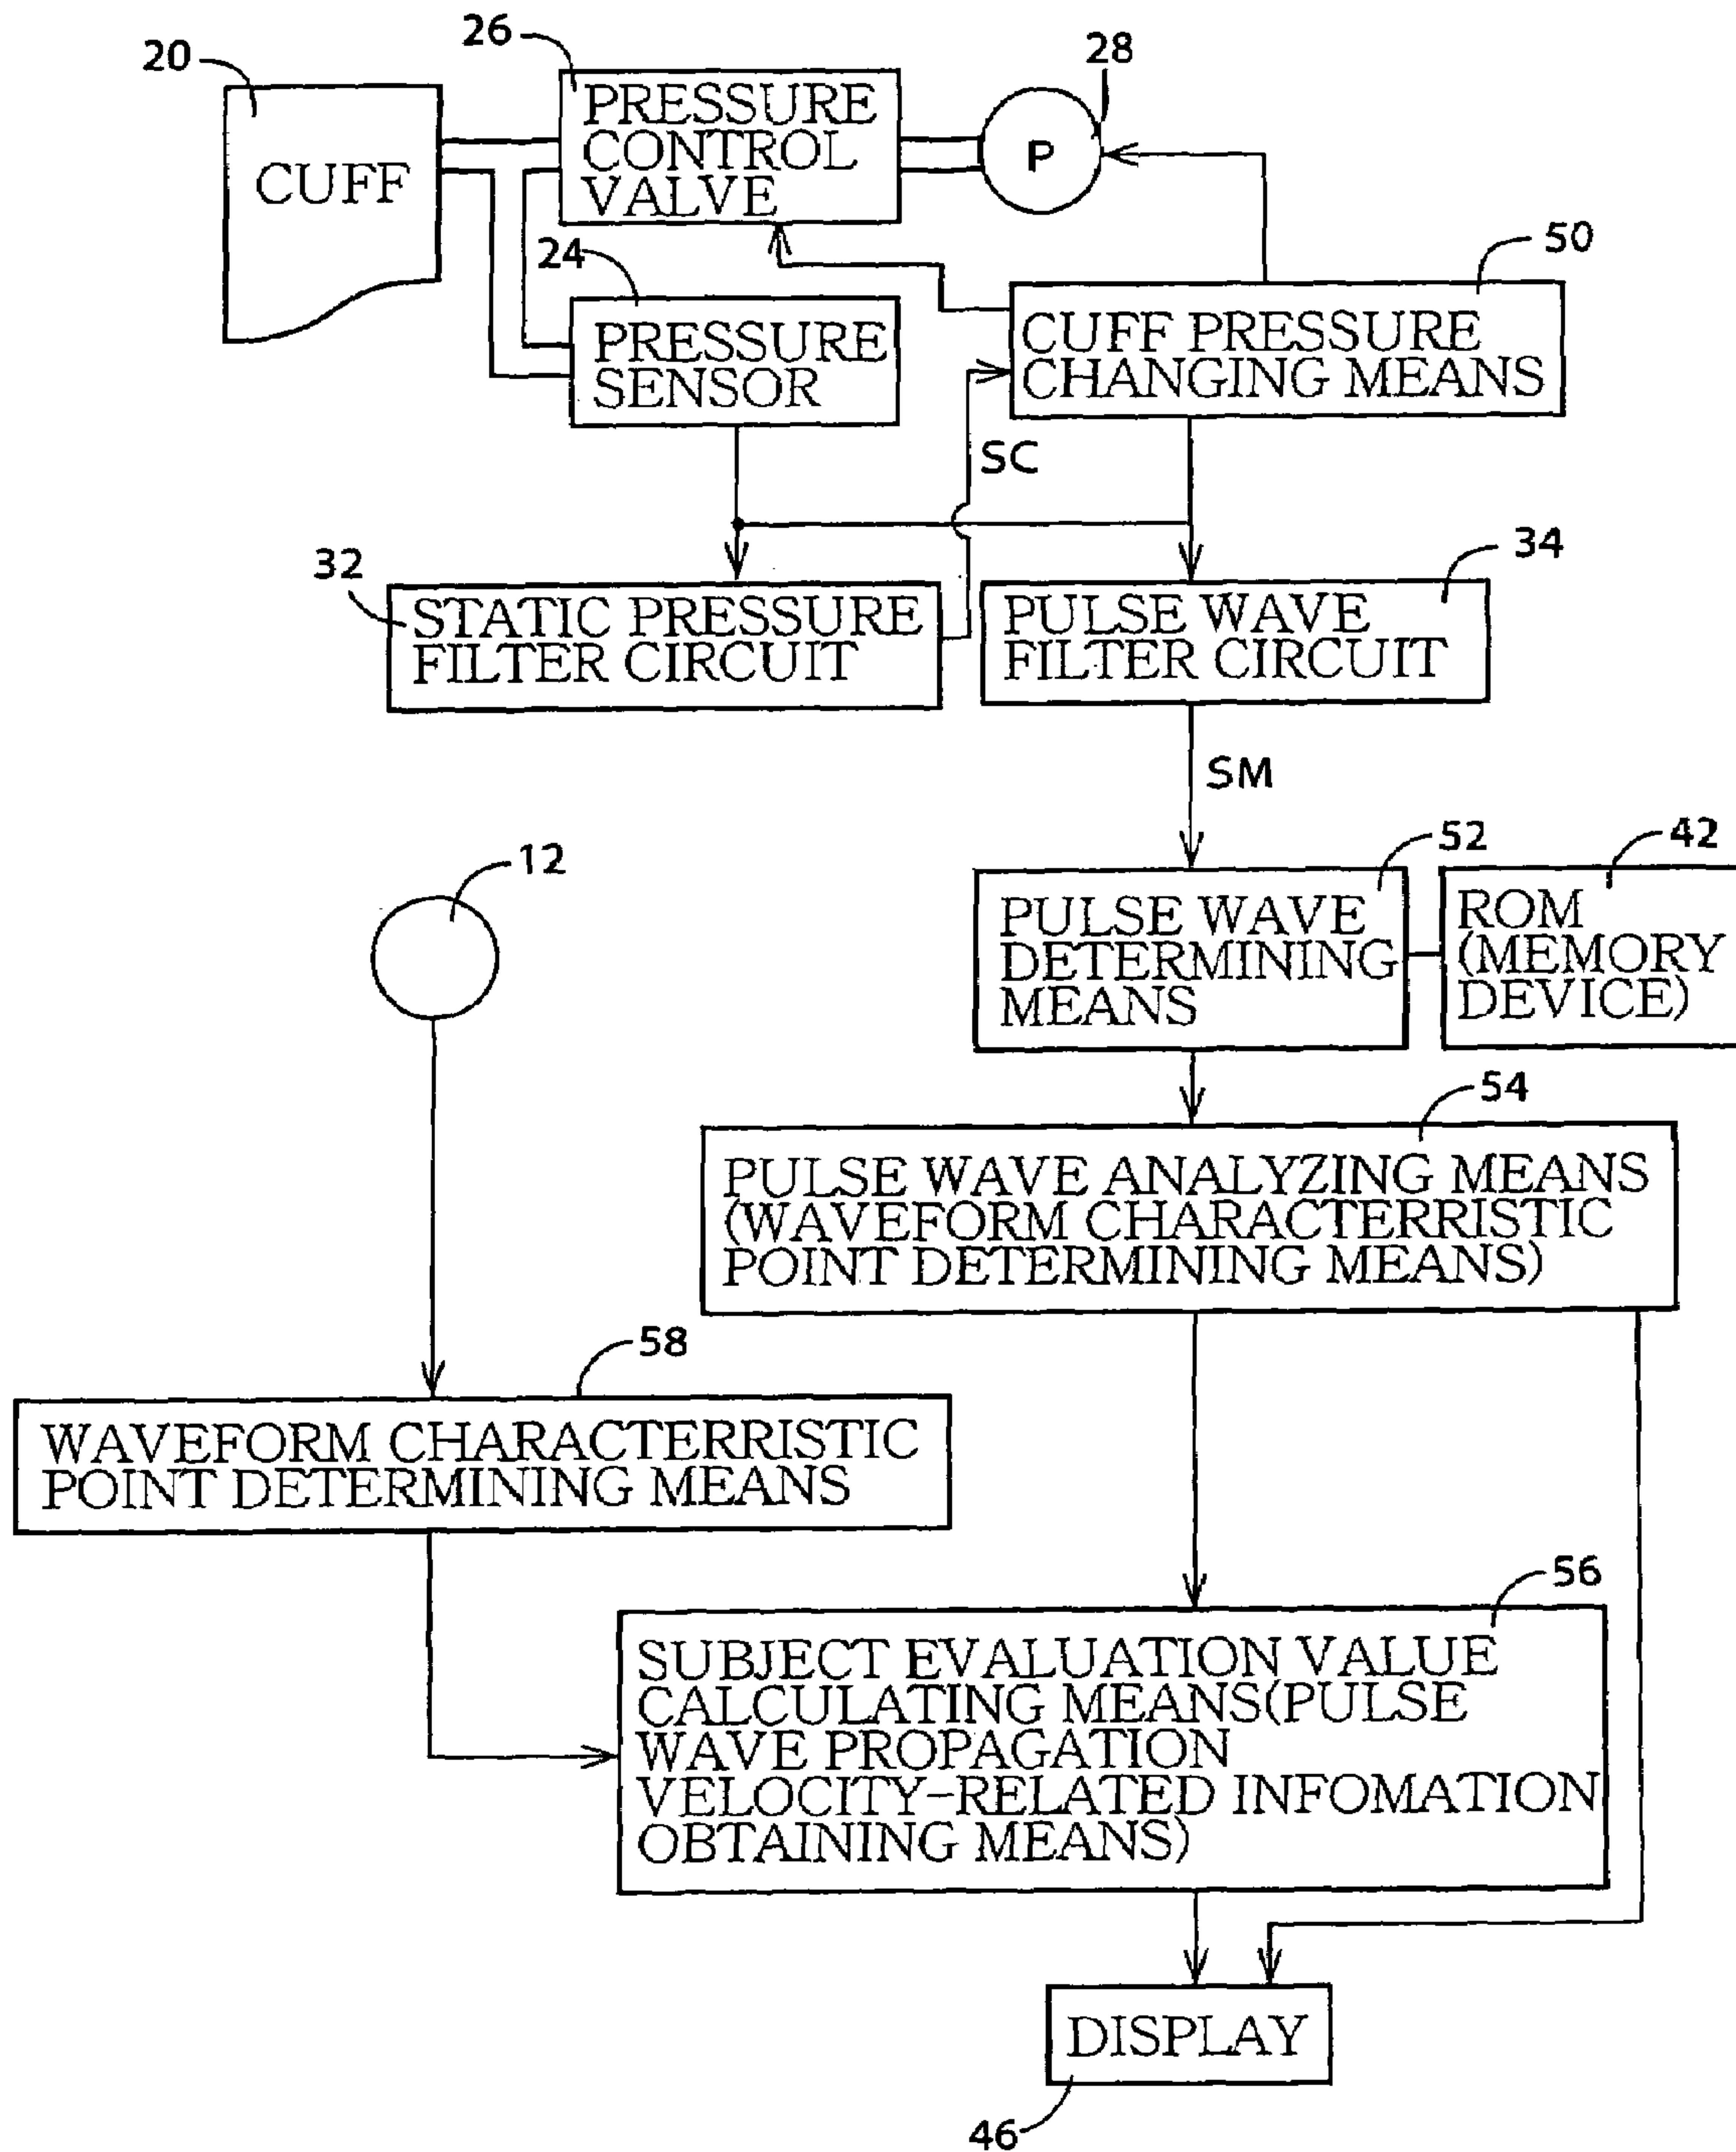 26
28
20
PRESSURE
CONTROL
VALVE
P
CUFF
24
50
PRESSURE
SENSOR
CUFF PRESSURE
CHANGING MEANS
SC
32
34
STATIC PRESSURE
FILTER CIRCUIT
PULSE WAVE
FILTER CIRCUIT
SM
12
52
42
PULSE WAVE
DETERMINING
MEANS
ROM
(MEMORY
DEVICE)
54
PULSE WAVE ANALYZING MEANS
(WAVEFORM CHARACTERRISTIC
POINT DETERMINING MEANS)
58
WAVEFORM CHARACTERRISTIC
POINT DETERMINING MEANS
56
SUBJECT EVALUATION VALUE
CALCULATING MEANS(PULSE
WAVE PROPAGATION
VELOCITY-RELATED INFOMATION
OBTAINING MEANS)
DISPLAY
46